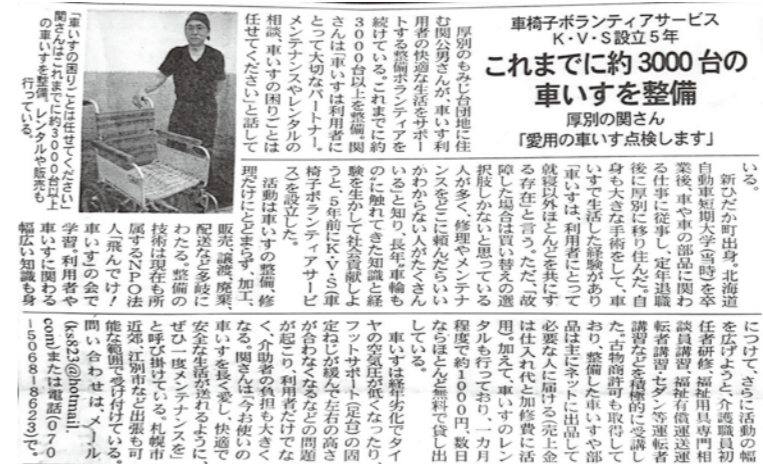 車椅子ボランティアサービス
K・V・S設立5年
これまでに約3000台の
車いすを整備
厚別の関さん
「愛用の車いす点検します」
厚別のもみじ台団地に住
む関公男さんが、車いす利
用者の快適な生活をサポー
トする整備ボランティアを
続けている。これまでに約
3000台以上を整備。関
さんは「車いすは利用者に
とって大切なパートナー。
メンテナンスやレンタルの
相談、車いすの困りごとは
任せてください」と話して
「車いすの困りごとは任せてください」
関さんはこれまでに約3000台以上
の車いすを整備。レンタルや販売も
行っている。
いる。
新ひだか町出身。北海道
自動車短期大学（当時）を卒
業後、車や車の部品に関わ
る仕事に従事し、定年退職
後に厚別に移り住んだ。自
身も大きな手術をして、車
いすで生活した経験があり
「車いすは、利用者にとって
就寝以外ほとんどを共にす
る存在」と言う。ただ「故
障した場合は買い替えの選
択肢しかないと思っている
人が多く、修理やメンテナ
ンスをどこに頼んだらいい
かわからない人がたくさん
いる」と知り、長年、車輪も
のに触れてきた知識と経
験を生かして社会貢献しよ
うと、5年前にK・V・S（車
椅子ボランティアサービ
ス）を設立した。
活動は車いすの整備、修
理だけにとどまらず、加工、
販売、譲渡、廃棄、
配送など多岐に
わたる。整備の
技術は現在も所
属するNPO法
人「飛んでけ！
車いす」の会で
学習。利用者や
車いすに関わる
幅広い知識も身
につけて、さらに活動の幅
を広げようと、介護職員初
任者研修、福祉用具専門相
談員講習、福祉有償運送運
転者講習、セダン等運転者
講習などを積極的に受講し
た。古物商許可も取得して
おり、整備した車いすや部
品は主にネットに出品して
必要な人に届ける（売上金
は仕入れ代と加修費に活
用）。加えて、車いすのレン
タルも行っており、一カ月
程度で約1000円、数日
ならほとんど無料で貸し出
している。
車いすは経年劣化でタイ
ヤの空気圧が低くなったり、
フットサポート（足台）の固
定ねじが緩んで左右の高さ
が合わなくなるなどの問題
が起こり、利用者だけでな
く、介助者の負担も大きく
なる。関さんは「今お使いの
車いすを長く愛し、快適で
安全な生活が送れるように、
ぜひ一度メンテナンスを」
と呼び掛けている。札幌市
近郊、江別市など出張も可
能な範囲で受け付けている。
問い合わせは、メール
(ks823@hotmail.
com)または電話(070
-5068-8623)で。